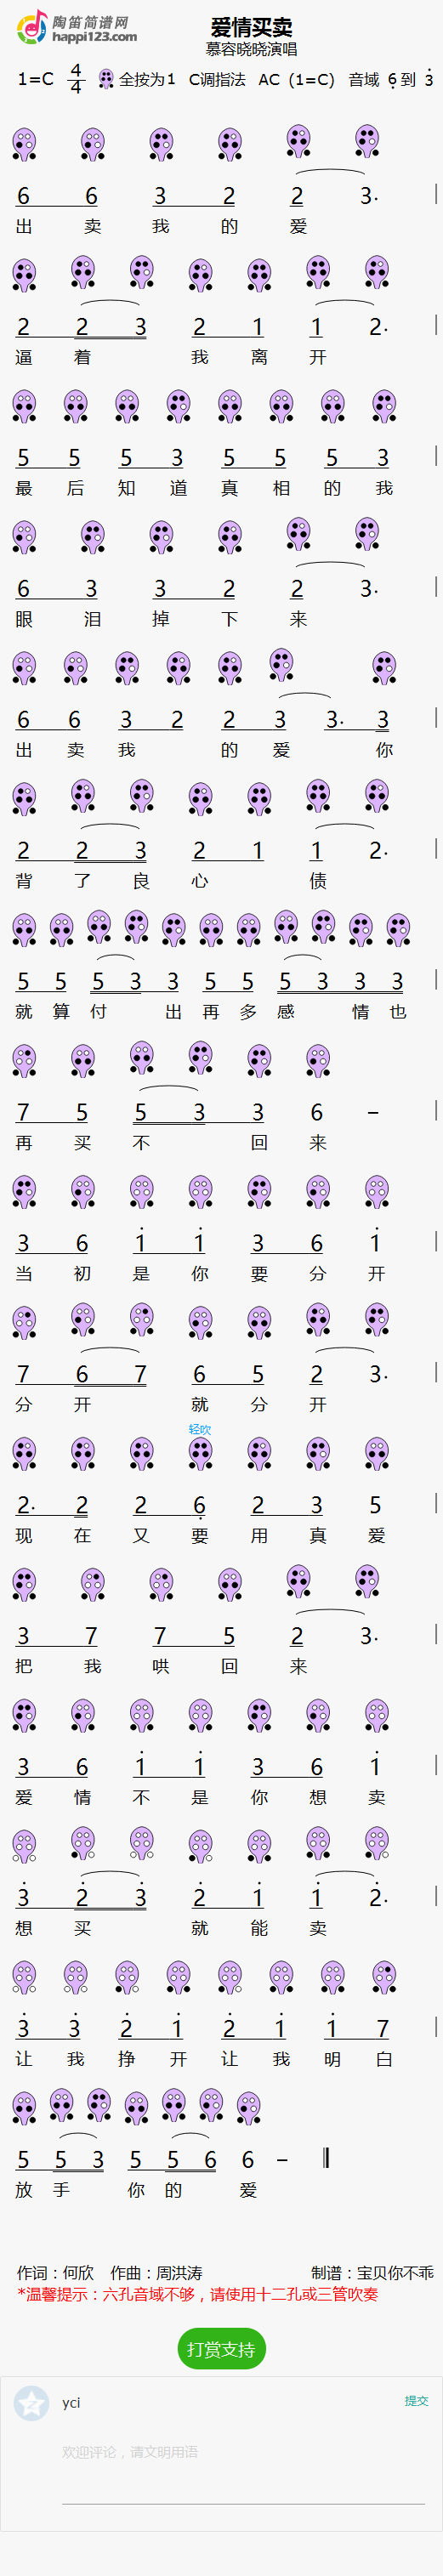 陶笛简谱网
happi123.com
爱情买卖
慕容晓晓演唱
1=C 4/4 全按为1 C调指法 AC (1=C) 音域 6̣ 到 3̇
6 6 3 2 2 3· |
出 卖 我 的 爱
2 2 3 2 1 1 2· |
逼 着 我 离 开
5 5 5 3 5 5 5 3 |
最 后 知 道 真 相 的 我
6 3 3 2 2 3· |
眼 泪 掉 下 来
6 6 3 2 2 3 3· 3 |
出 卖 我 的 爱 你
2 2 3 2 1 1 2· |
背 了 良 心 债
5 5 5 3 3 5 5 5 3 3 3 |
就 算 付 出 再 多 感 情 也
7 5 5 3 3 6 – |
再 买 不 回 来
3 6 1̇ 1̇ 3 6 1̇ |
当 初 是 你 要 分 开
7 6 7 6 5 2 3· |
分 开 就 分 开
轻吹
2· 2 2 6̣ 2 3 5 |
现 在 又 要 用 真 爱
3 7 7 5 2 3· |
把 我 哄 回 来
3 6 1̇ 1̇ 3 6 1̇ |
爱 情 不 是 你 想 卖
3̇ 2̇ 3̇ 2̇ 1̇ 1̇ 2̇· |
想 买 就 能 卖
3̇ 3̇ 2̇ 1̇ 2̇ 1̇ 1̇ 7 |
让 我 挣 开 让 我 明 白
5 5 3 5 5 6 6 – ‖
放 手 你 的 爱
作词：何欣 作曲：周洪涛 制谱：宝贝你不乖
*温馨提示：六孔音域不够，请使用十二孔或三管吹奏
打赏支持
yci 提交
欢迎评论，请文明用语